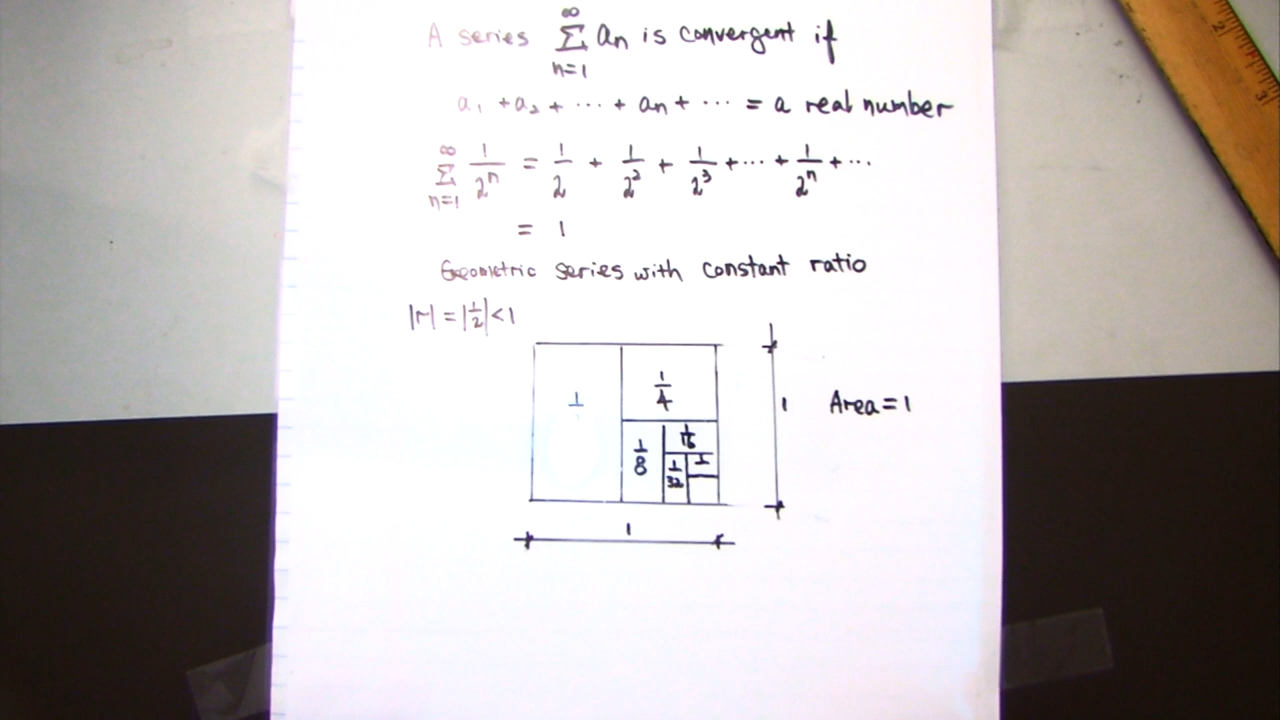 A series ∞∑n=1 an is convergent if
a1 + a2 + ··· + an + ··· = a real number
∞∑n=1 1/2^n = 1/2 + 1/2^2 + 1/2^3 + ··· + 1/2^n + ···
= 1
Geometric series with constant ratio
|r| = |1/2| < 1
1/4
1 Area = 1
1/16
1/8
1/32
1